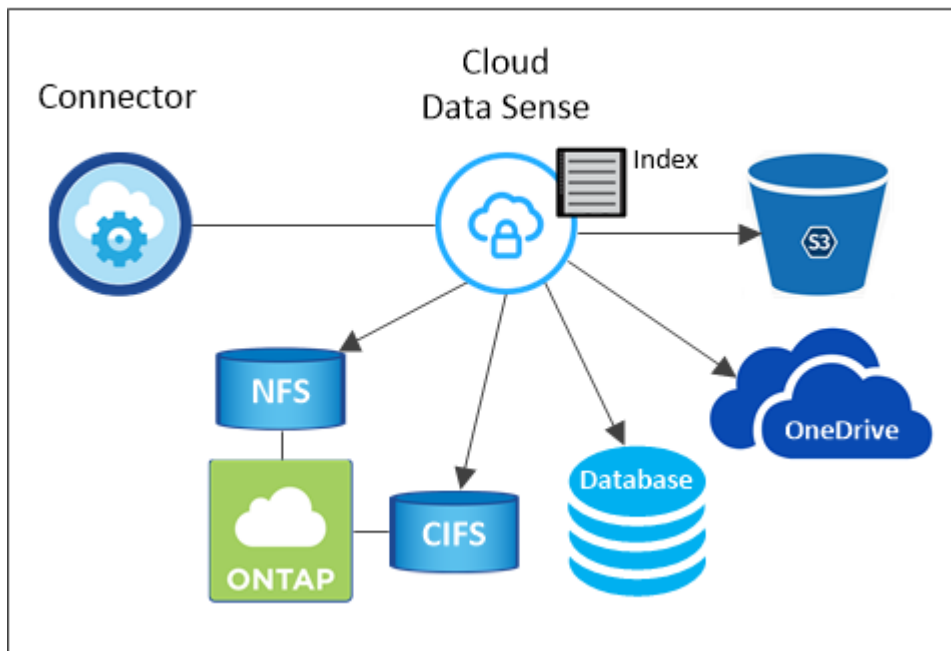 Connector
Cloud
Data Sense
Index
S3
NFS
OneDrive
Database
CIFS
ONTAP